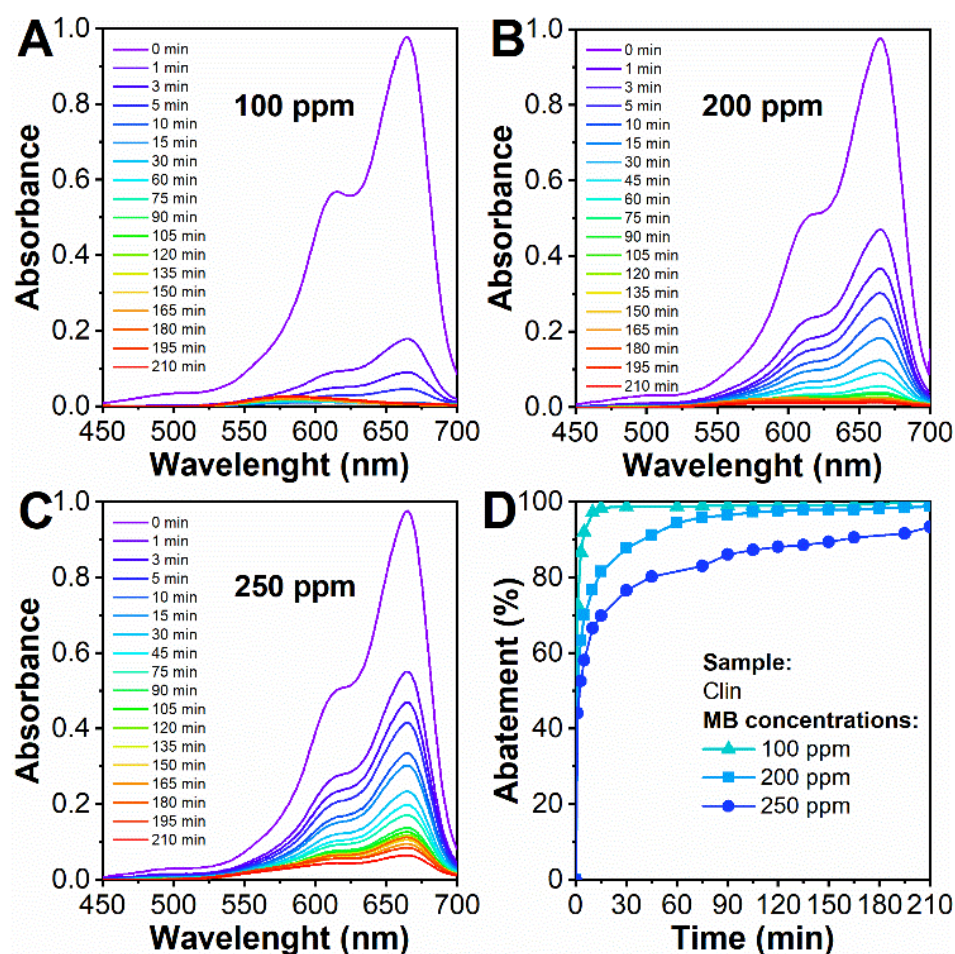 A
1.0
0.8
0.6
0.4
0.2
0.0
Absorbance
0 min
1 min
3 min
5 min
10 min
15 min
30 min
60 min
75 min
90 min
105 min
120 min
135 min
150 min
165 min
180 min
195 min
210 min
100 ppm
450 500 550 600 650 700
Wavelenght (nm)
B
1.0
0.8
0.6
0.4
0.2
0.0
Absorbance
0 min
1 min
3 min
5 min
10 min
15 min
30 min
45 min
60 min
75 min
90 min
105 min
120 min
135 min
150 min
165 min
180 min
195 min
210 min
200 ppm
450 500 550 600 650 700
Wavelenght (nm)
C
1.0
0.8
0.6
0.4
0.2
0.0
Absorbance
0 min
1 min
3 min
5 min
10 min
15 min
30 min
45 min
75 min
90 min
105 min
120 min
135 min
150 min
165 min
180 min
195 min
210 min
250 ppm
450 500 550 600 650 700
Wavelenght (nm)
D
100
80
60
40
20
0
Abatement (%)
Sample:
Clin
MB concentrations:
100 ppm
200 ppm
250 ppm
0 30 60 90 120 150 180 210
Time (min)